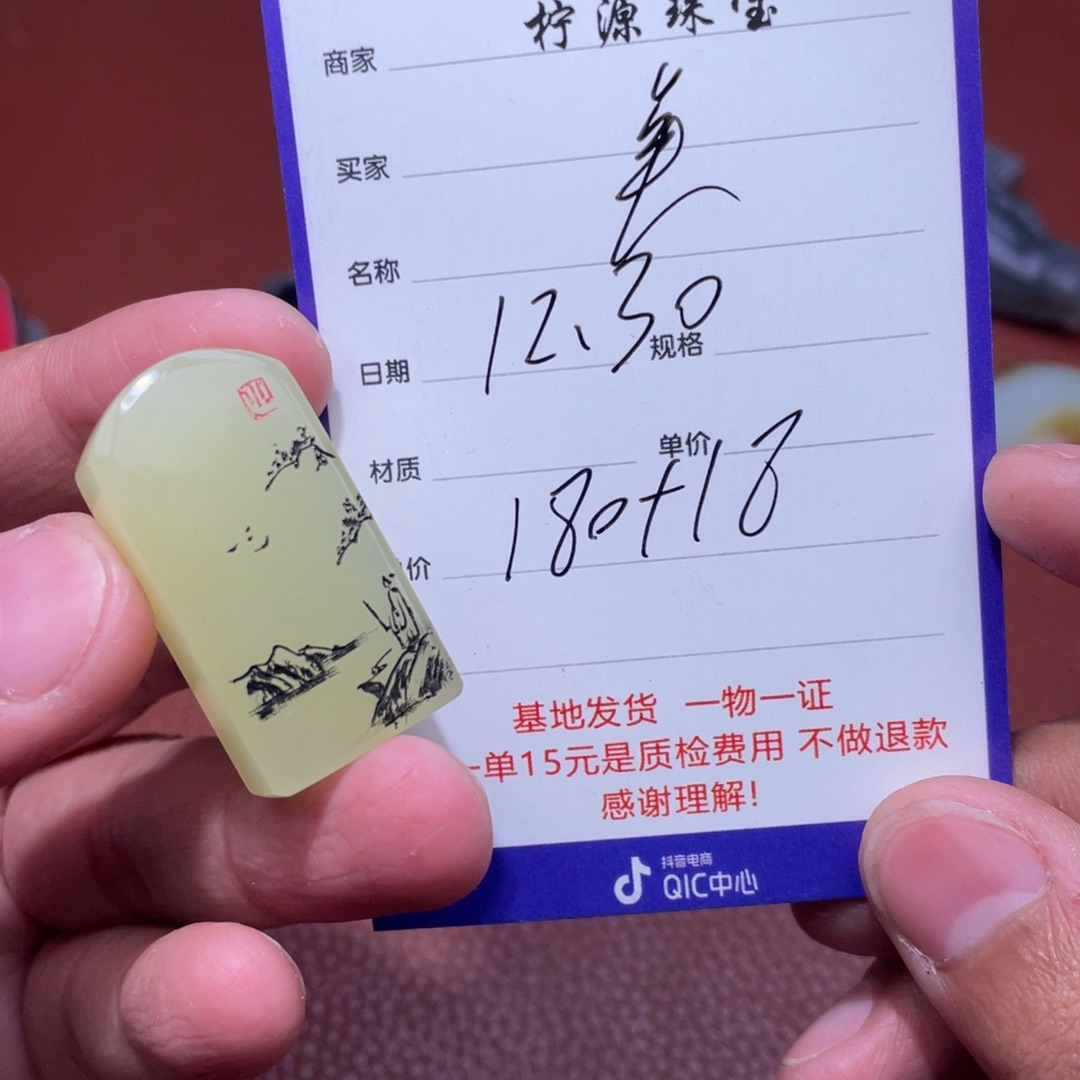 柠源珠宝
商家
买家
名称
12.30
日期
规格
材质
单价
180+18
价
基地发货 一物一证
一单15元是质检费用 不做退款
感谢理解!
抖音电商
QIC中心